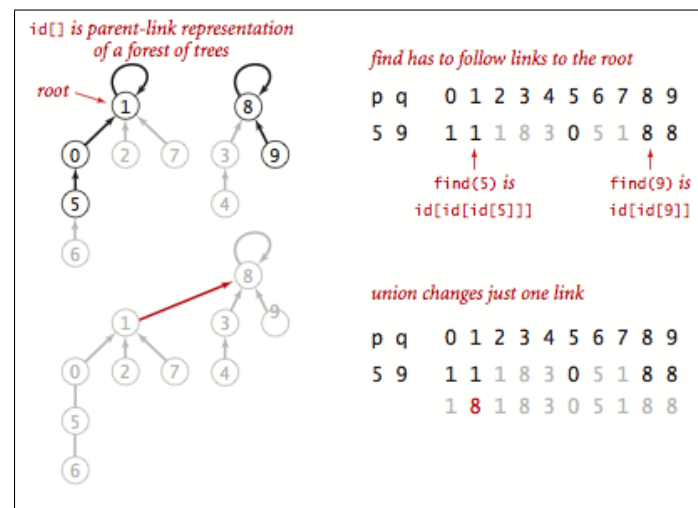 id[] is parent-link representation
of a forest of trees
root
1
8
0
2
7
3
9
5
4
6
find has to follow links to the root
p q 0 1 2 3 4 5 6 7 8 9
5 9 1 1 1 8 3 0 5 1 8 8
find(5) is
id[id[id[5]]]
find(9) is
id[id[9]]
8
1
3
9
0
2
7
4
5
6
union changes just one link
p q 0 1 2 3 4 5 6 7 8 9
5 9 1 1 1 8 3 0 5 1 8 8
1 8 1 8 3 0 5 1 8 8